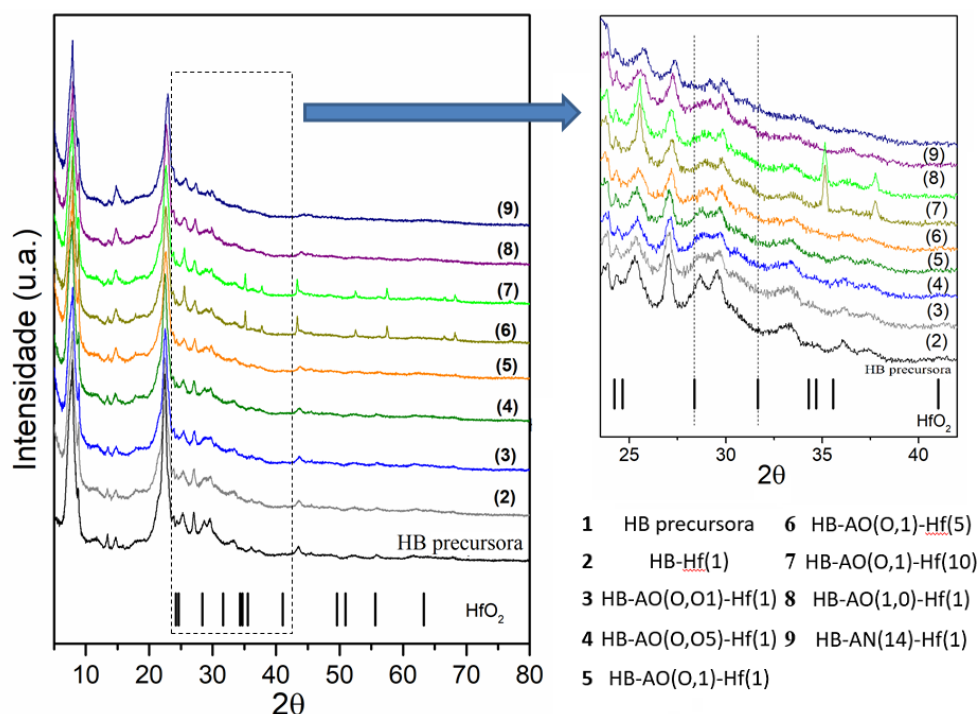 Intensidade (u.a.)
(9)
(8)
(7)
(6)
(5)
(4)
(3)
(2)
HB precursora
HfO2
10 20 30 40 50 60 70 80
2θ
(9)
(8)
(7)
(6)
(5)
(4)
(3)
(2)
HB precursora
HfO2
25 30 35 40
2θ
1 HB precursora 6 HB-AO(O,1)-Hf(5)
2 HB-Hf(1) 7 HB-AO(O,1)-Hf(10)
3 HB-AO(O,O1)-Hf(1) 8 HB-AO(1,0)-Hf(1)
4 HB-AO(O,O5)-Hf(1) 9 HB-AN(14)-Hf(1)
5 HB-AO(O,1)-Hf(1)